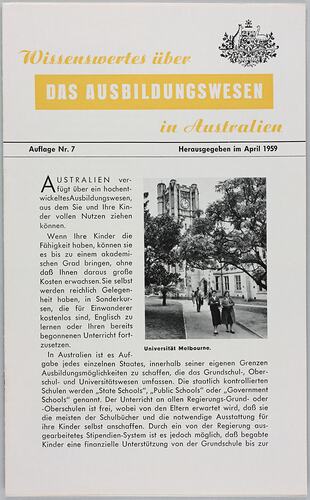 Wissenswertes über
DAS AUSBILDUNGSWESEN
in Australien
Auflage Nr. 7
Herausgegeben im April 1959
AUSTRALIEN ver-
fügt über ein hochent-
wickeltesAusbildungswesen,
aus dem Sie und Ihre Kin-
der vollen Nutzen ziehen
können.
Wenn Ihre Kinder die
Fähigkeit haben, können sie
es bis zu einem akademi-
schen Grad bringen, ohne
daß Ihnen daraus große
Kosten erwachsen. Sie selbst
werden reichlich Gelegen-
heit haben, in Sonderkur-
sen, die für Einwanderer
kostenlos sind, Englisch zu
lernen oder Ihren bereits
begonnenen Unterricht fort-
zusetzen.
Universität Melbourne.
In Australien ist es Auf-
gabe jedes einzelnen Staates, innerhalb seiner eigenen Grenzen
Ausbildungsmöglichkeiten zu schaffen, die das Grundschul-, Ober-
schul- und Universitätswesen umfassen. Die staatlich kontrollierten
Schulen werden „State Schools”, „Public Schools” oder „Government
Schools” genannt. Der Unterricht an allen Regierungs-Grund- oder
-Oberschulen ist frei, wobei von den Eltern erwartet wird, daß sie
die meisten der Schulbücher und die notwendige Ausstattung für
ihre Kinder selbst anschaffen. Durch ein von der Regierung aus-
gearbeitetes Stipendien-System ist es jedoch möglich, daß begabte
Kinder eine finanzielle Unterstützung von der Grundschule bis zur